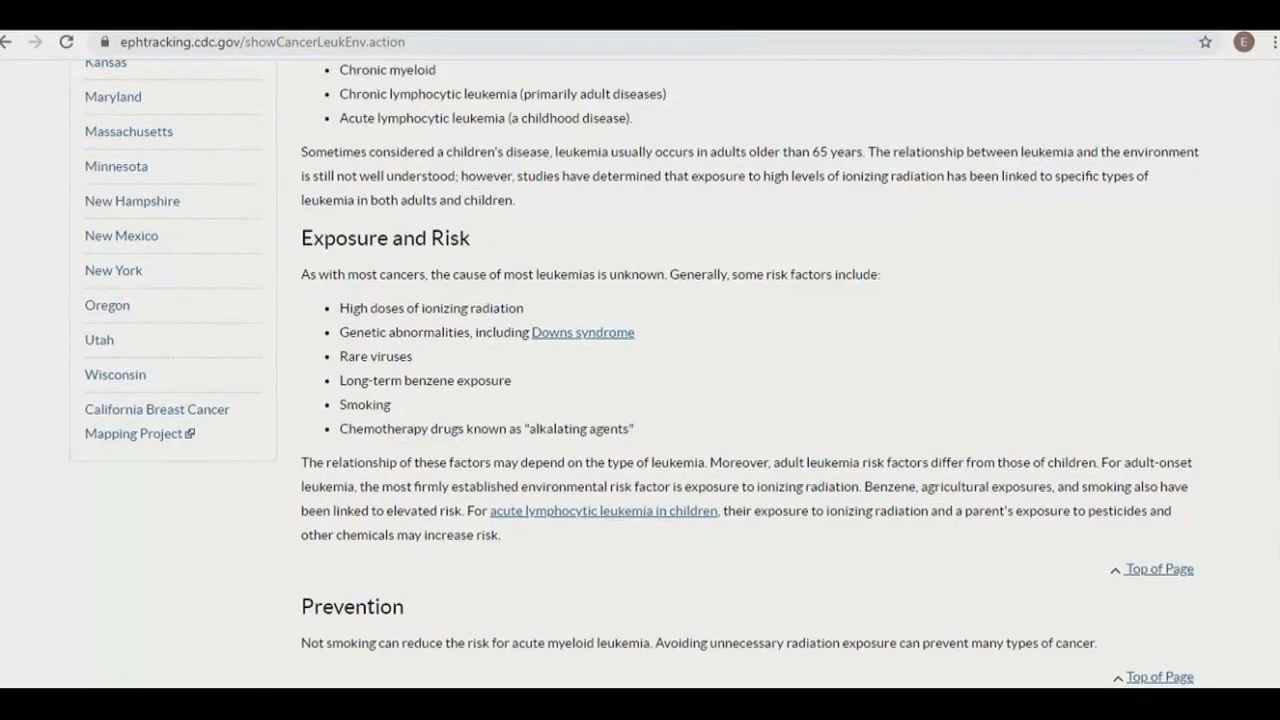 ephtracking.cdc.gov/showCancerLeukEnv.action
E
Kansas
Maryland
Massachusetts
Minnesota
New Hampshire
New Mexico
New York
Oregon
Utah
Wisconsin
California Breast Cancer
Mapping Project
• Chronic myeloid
• Chronic lymphocytic leukemia (primarily adult diseases)
• Acute lymphocytic leukemia (a childhood disease).
Sometimes considered a children's disease, leukemia usually occurs in adults older than 65 years. The relationship between leukemia and the environment
is still not well understood; however, studies have determined that exposure to high levels of ionizing radiation has been linked to specific types of
leukemia in both adults and children.
Exposure and Risk
As with most cancers, the cause of most leukemias is unknown. Generally, some risk factors include:
• High doses of ionizing radiation
• Genetic abnormalities, including Downs syndrome
• Rare viruses
• Long-term benzene exposure
• Smoking
• Chemotherapy drugs known as "alkalating agents"
The relationship of these factors may depend on the type of leukemia. Moreover, adult leukemia risk factors differ from those of children. For adult-onset
leukemia, the most firmly established environmental risk factor is exposure to ionizing radiation. Benzene, agricultural exposures, and smoking also have
been linked to elevated risk. For acute lymphocytic leukemia in children, their exposure to ionizing radiation and a parent's exposure to pesticides and
other chemicals may increase risk.
Top of Page
Prevention
Not smoking can reduce the risk for acute myeloid leukemia. Avoiding unnecessary radiation exposure can prevent many types of cancer.
Top of Page